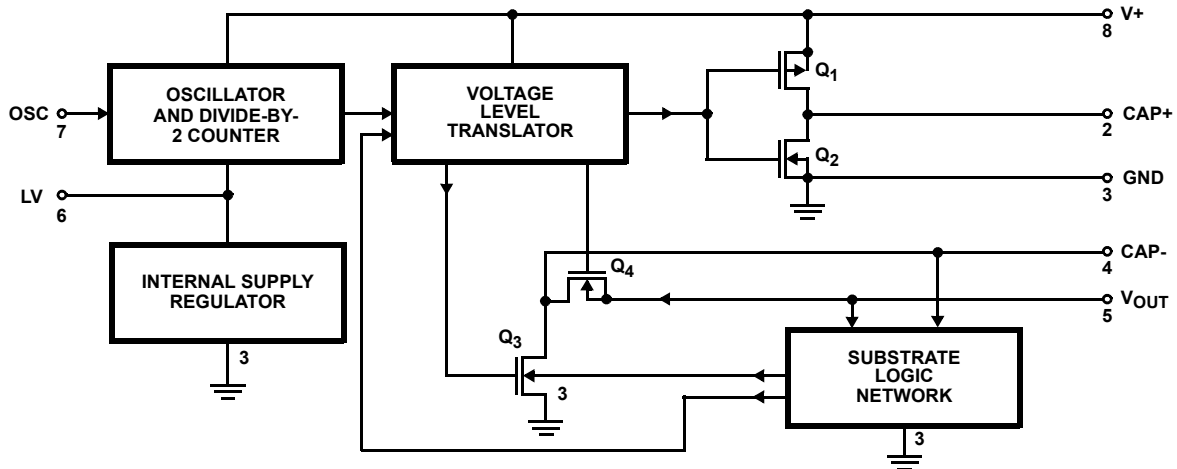 V+
8
OSC
7
OSCILLATOR
AND DIVIDE-BY-
2 COUNTER
VOLTAGE
LEVEL
TRANSLATOR
Q1
CAP+
2
Q2
GND
3
LV
6
INTERNAL SUPPLY
REGULATOR
3
CAP-
4
Q4
VOUT
5
Q3
3
SUBSTRATE
LOGIC
NETWORK
3